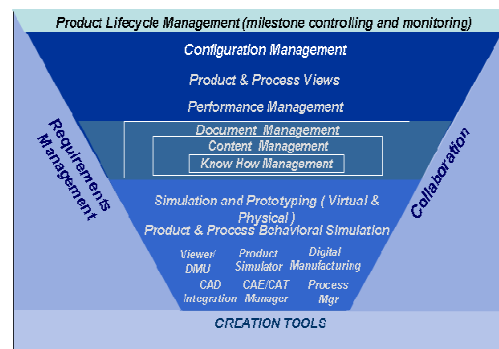 Product Lifecycle Management (milestone controlling and monitoring)
Configuration Management
Product & Process Views
Performance Management
Document Management
Content Management
Know How Management
Requirements
Management
Collaboration
Simulation and Prototyping ( Virtual &
Physical )
Product & Process Behavioral Simulation
Viewer/
DMU
Product
Simulator
Digital
Manufacturing
CAD
Integration
CAE/CAT
Manager
Process
Mgr
CREATION TOOLS